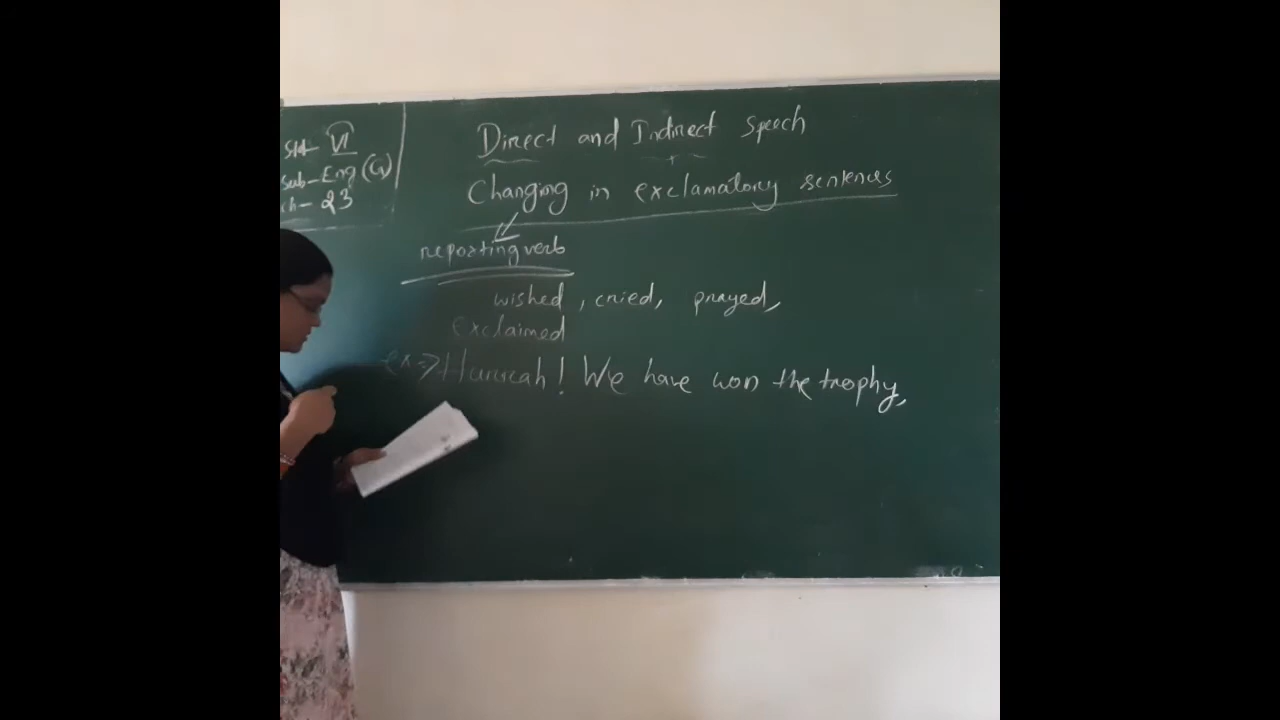 Std - VI
Sub - Eng (G)
ch - 23
Direct and Indirect Speech
Changing in exclamatory sentences
reporting verb
wished, cried, prayed,
exclaimed
ex => Hurreah! We have won the trophy,